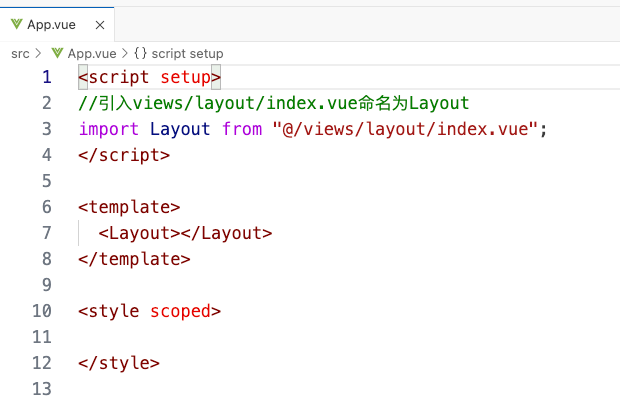 App.vue ×
src > App.vue > {} script setup
1 <script setup>
2 //引入views/layout/index.vue命名为Layout
3 import Layout from "@/views/layout/index.vue";
4 </script>
5
6 <template>
7   <Layout></Layout>
8 </template>
9
10 <style scoped>
11
12 </style>
13